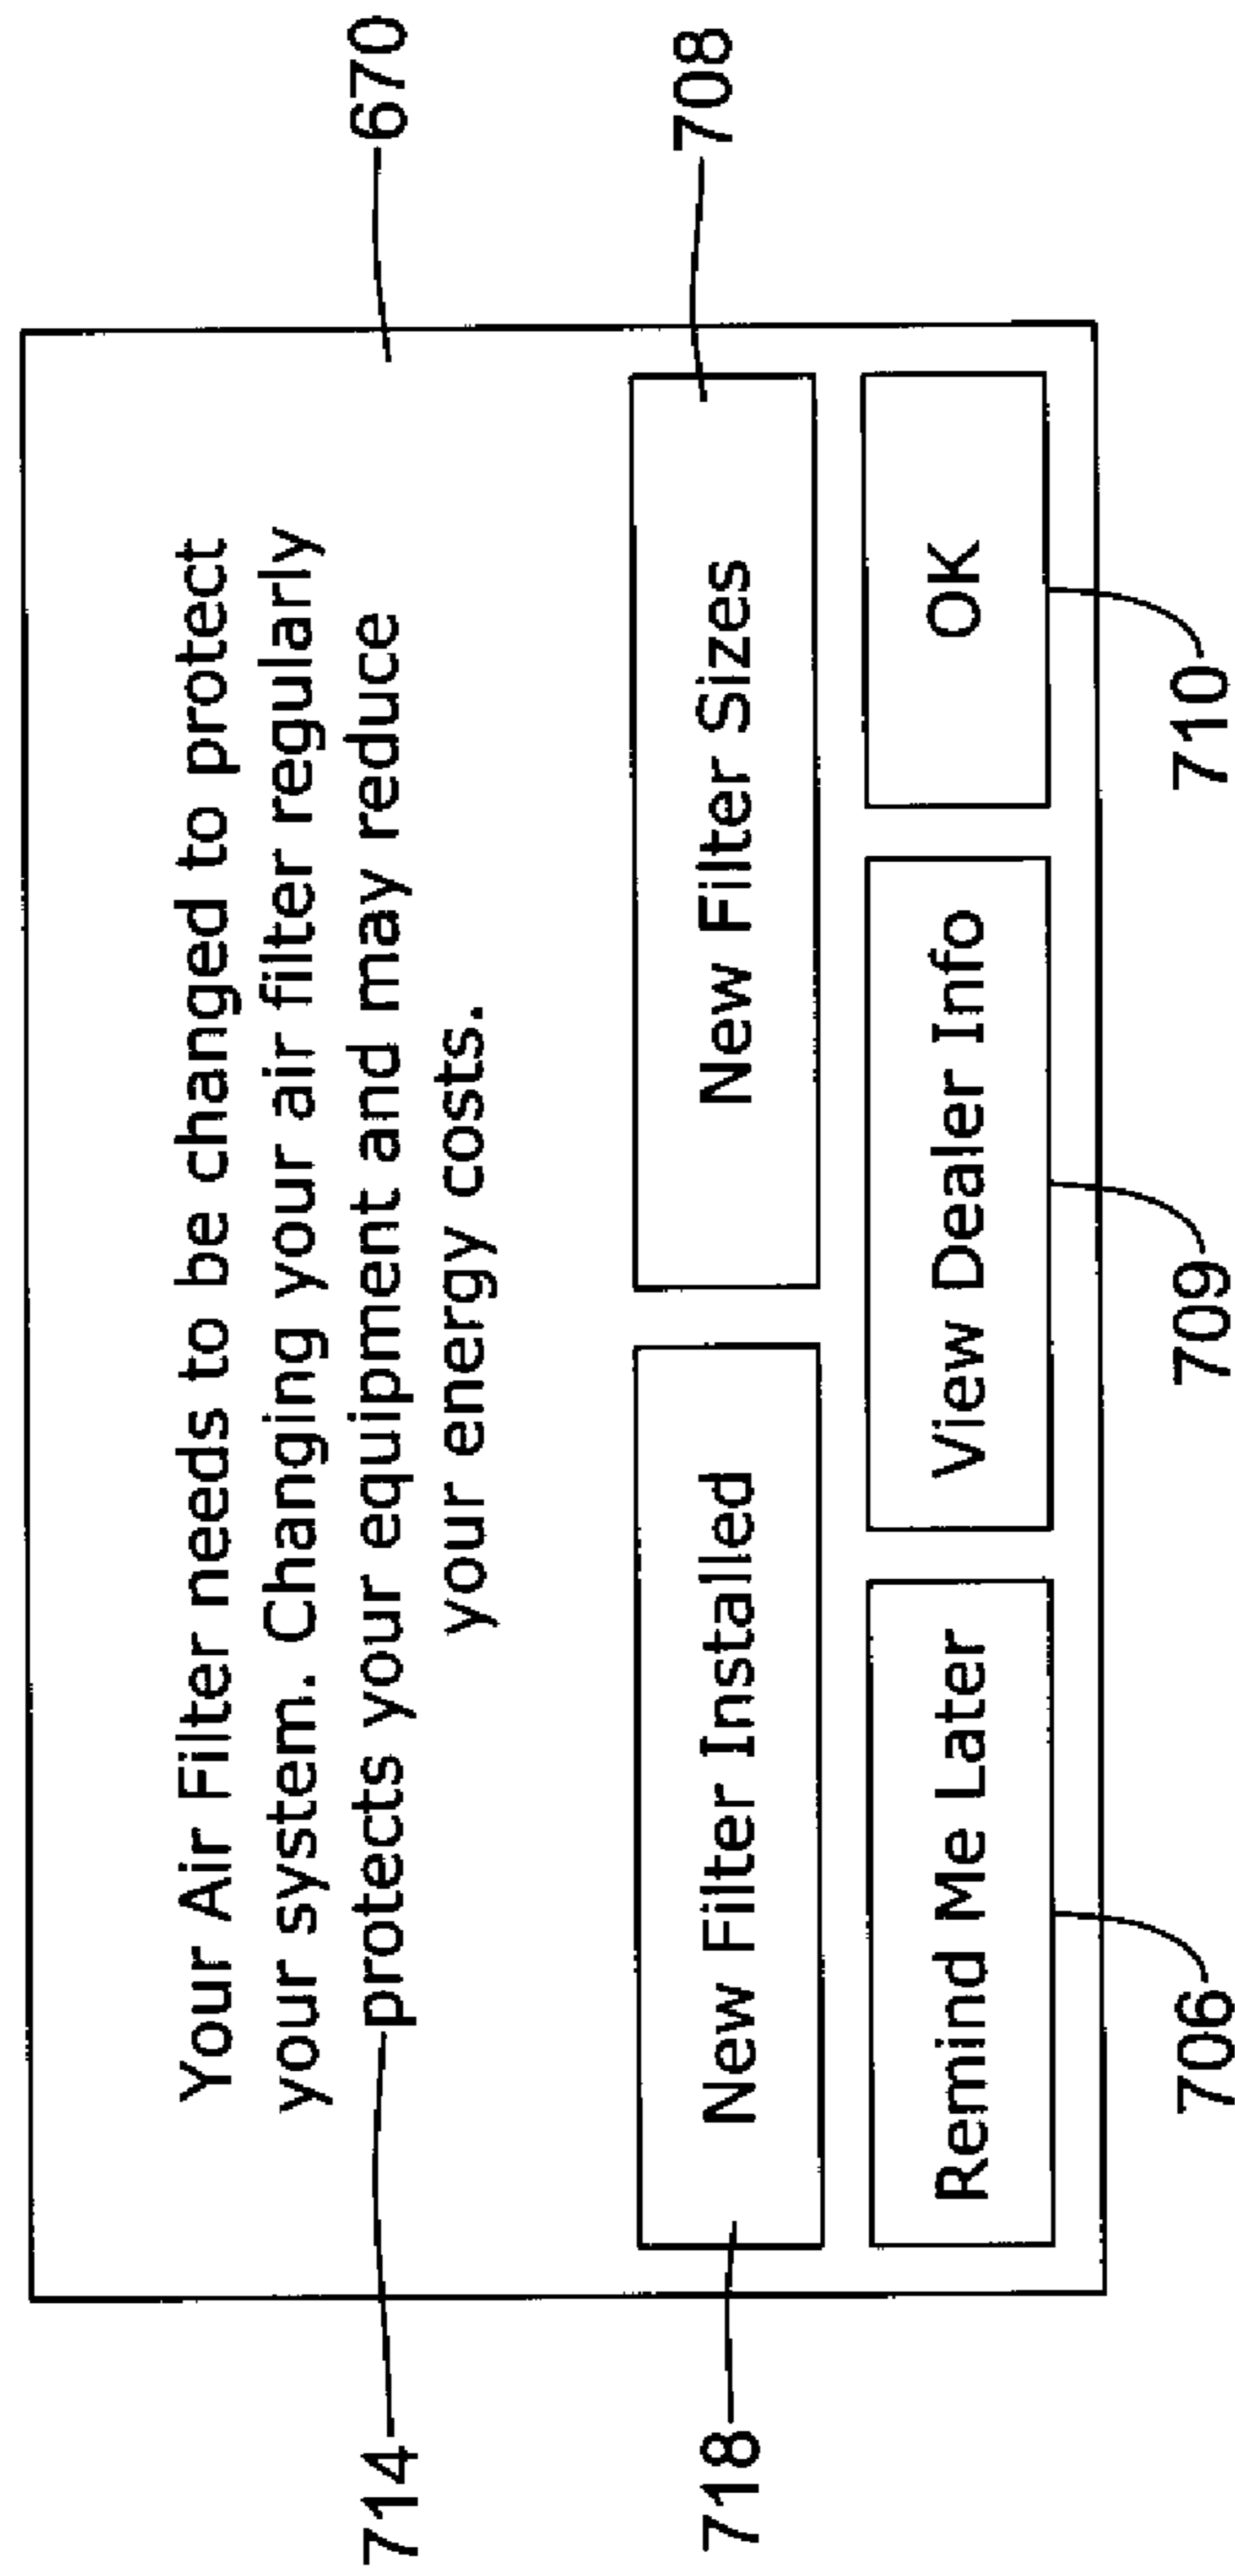 Your Air Filter needs to be changed to protect
your system. Changing your air filter regularly
protects your equipment and may reduce
your energy costs.
714
670
New Filter Installed
New Filter Sizes
718
708
Remind Me Later
View Dealer Info
OK
706
709
710